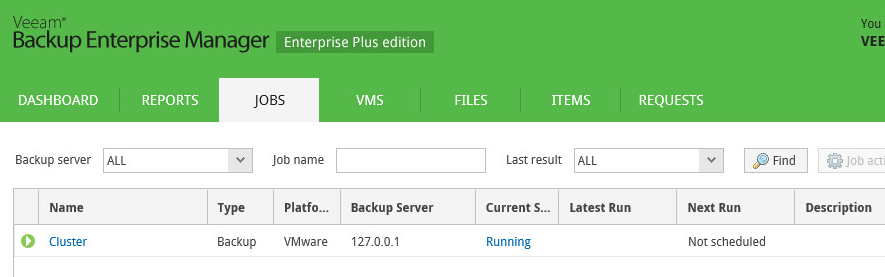 Veeam®
Backup Enterprise Manager Enterprise Plus edition
You
VEE
DASHBOARD REPORTS JOBS VMS FILES ITEMS REQUESTS
Backup server ALL Job name Last result ALL Find Job acti
Name Type Platfo... Backup Server Current S... Latest Run Next Run Description
Cluster Backup VMware 127.0.0.1 Running Not scheduled